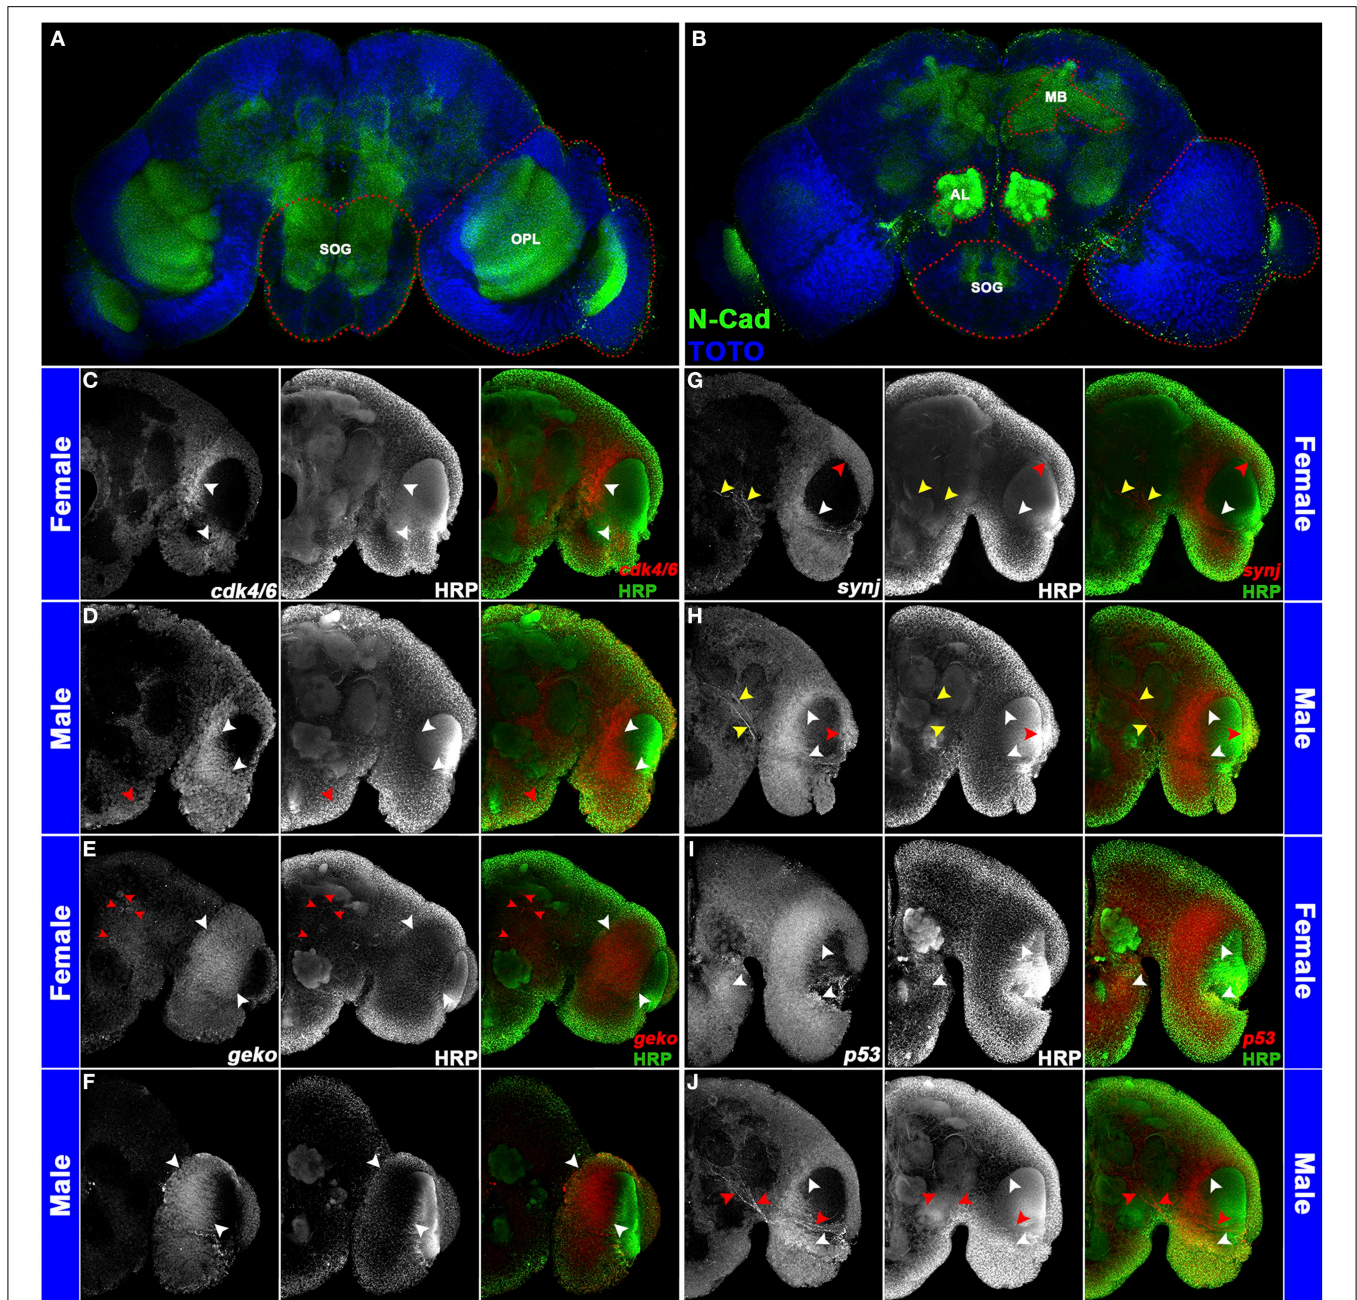 A
SOG
OPL
B
MB
AL
SOG
N-Cad
TOTO
Female
C
cdk4/6
HRP
cdk4/6
HRP
G
synj
HRP
synj
HRP
Female
Male
D
H
Male
Female
E
geko
HRP
geko
HRP
I
p53
HRP
p53
HRP
Female
Male
F
J
Male